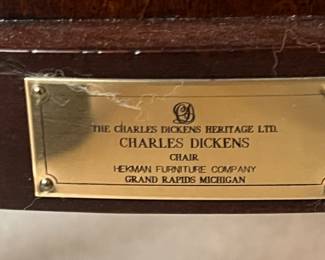 THE CHARLES DICKENS HERITAGE LTD.
CHARLES DICKENS
CHAIR
HEKMAN FURNITURE COMPANY
GRAND RAPIDS MICHIGAN